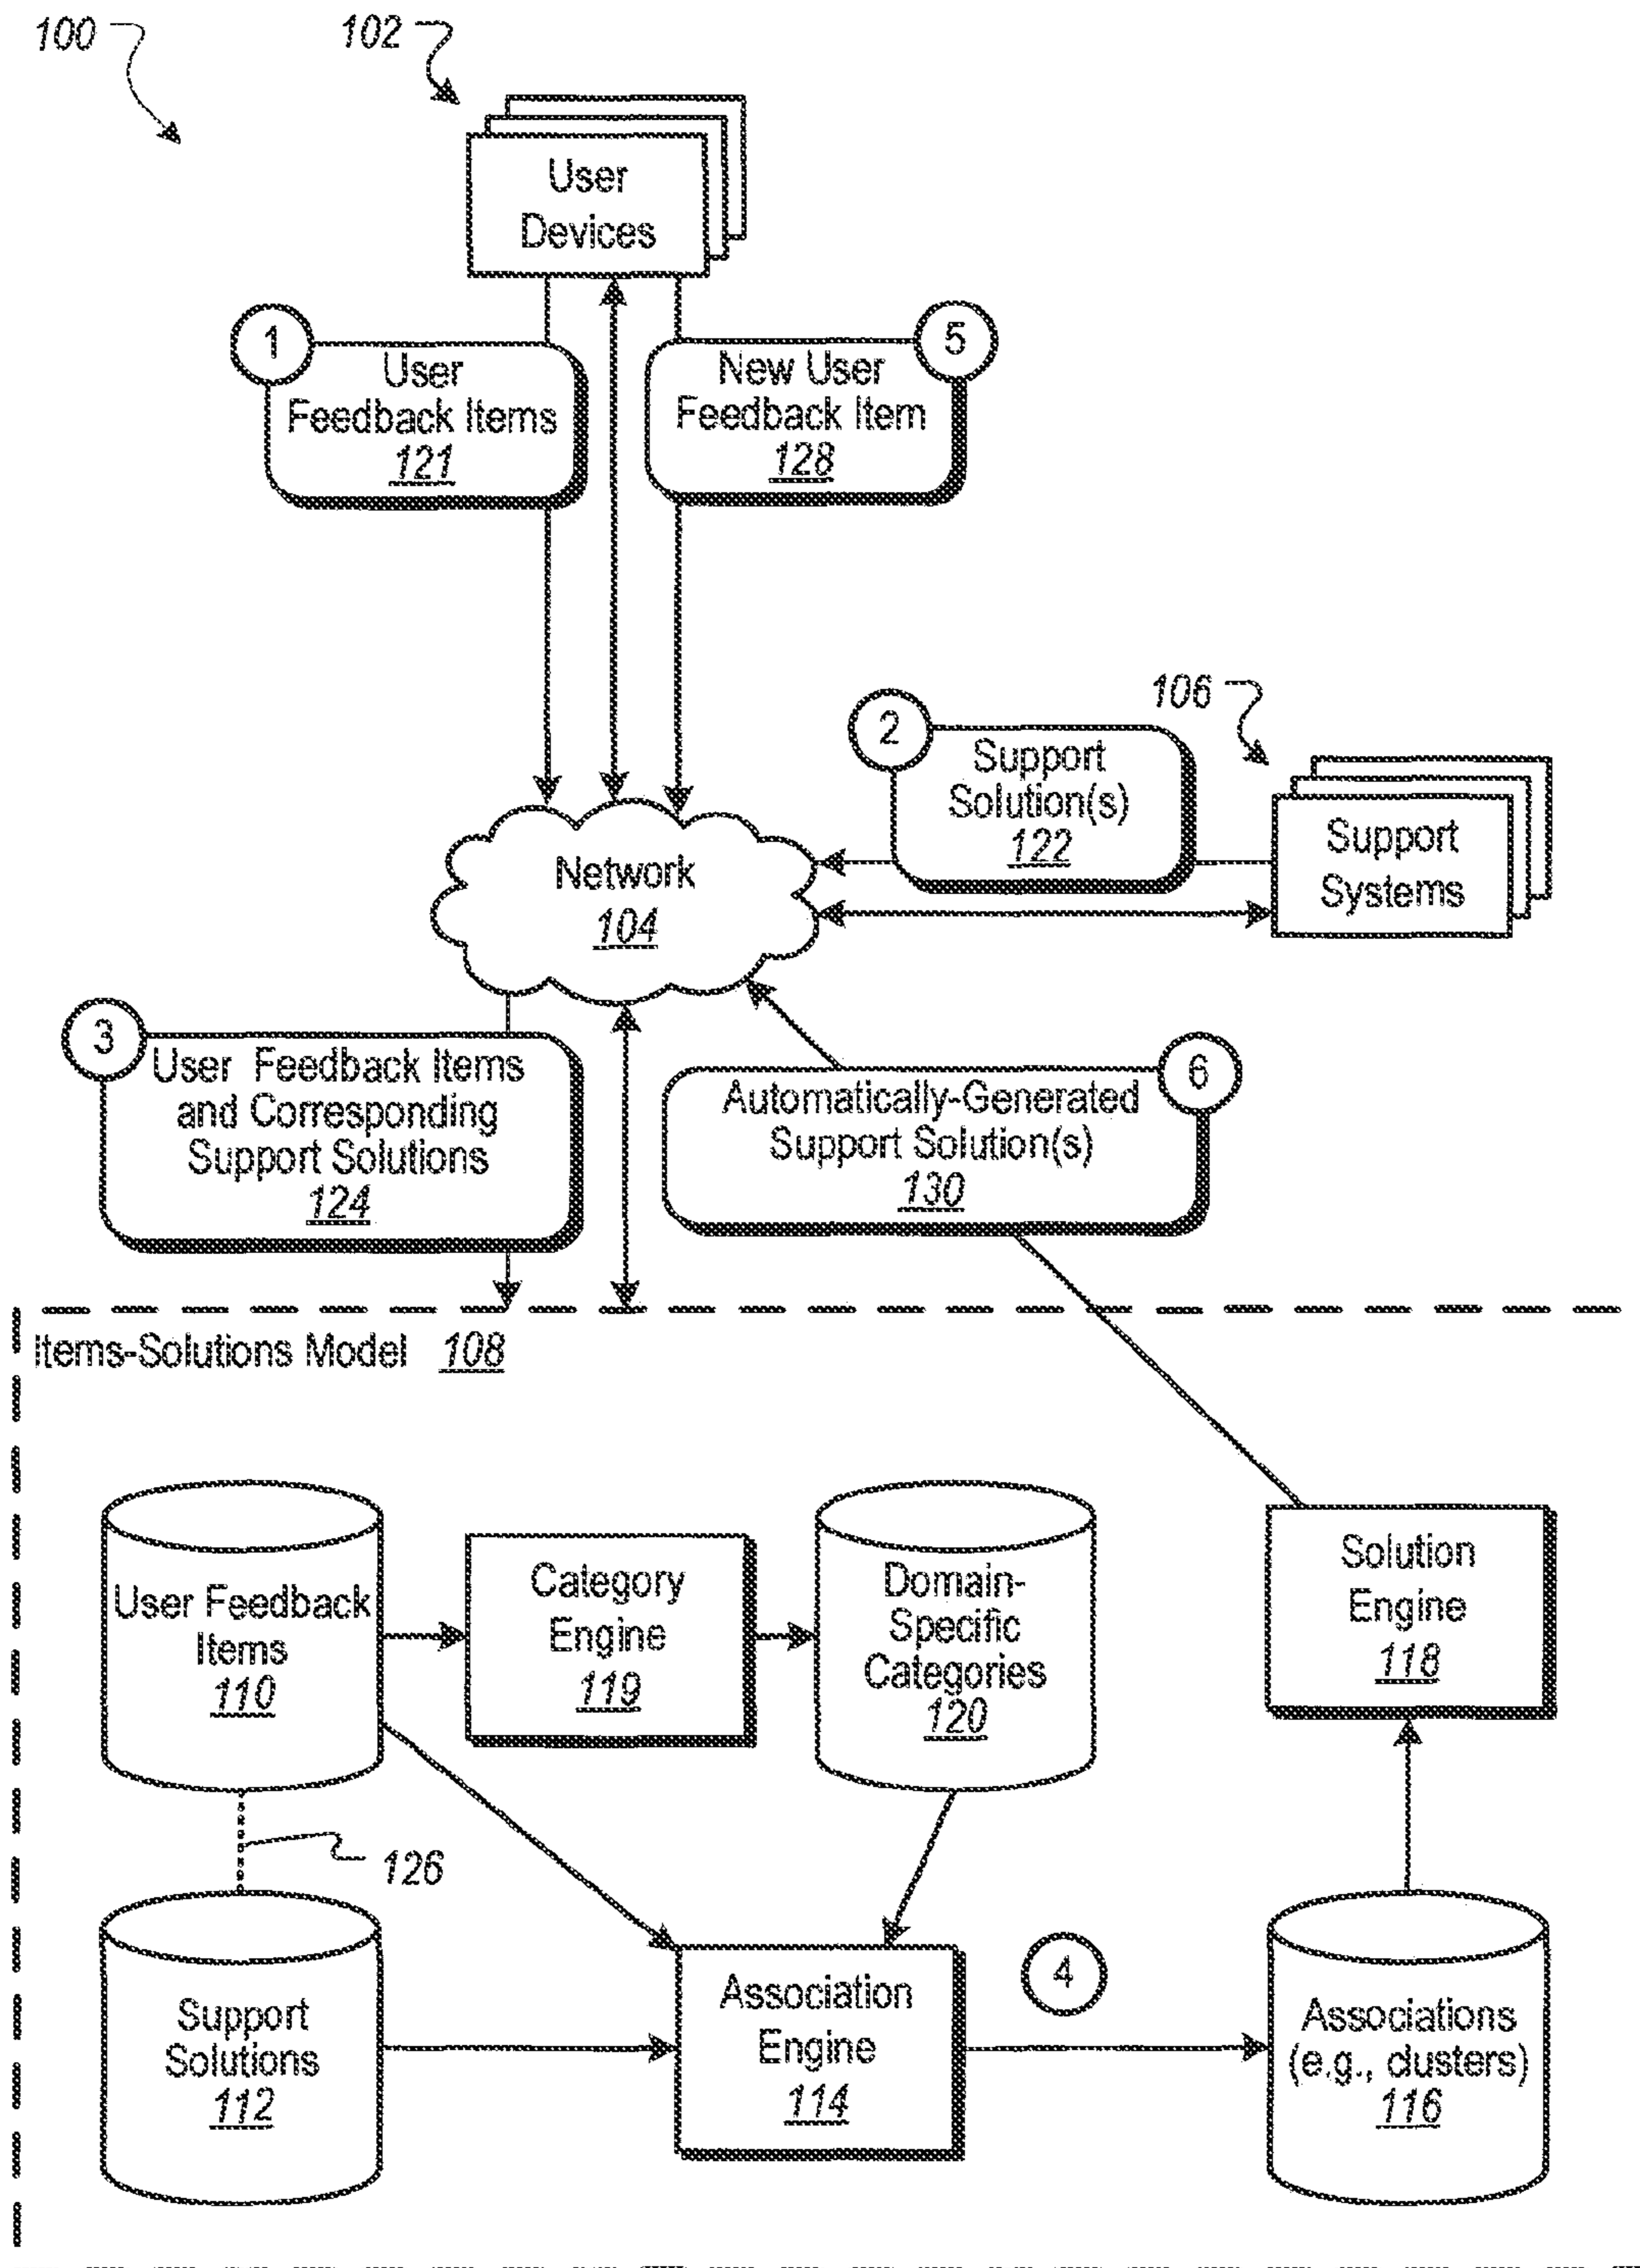 100
102
User
Devices
1
User
Feedback Items
121
5
New User
Feedback Item
128
106
2
Support
Solution(s)
122
Support
Systems
Network
104
3
User Feedback Items
and Corresponding
Support Solutions
124
6
Automatically-Generated
Support Solution(s)
130
Items-Solutions Model 108
User Feedback
Items
110
Category
Engine
119
Domain-
Specific
Categories
120
Solution
Engine
118
126
Support
Solutions
112
Association
Engine
114
4
Associations
(e.g., clusters)
116